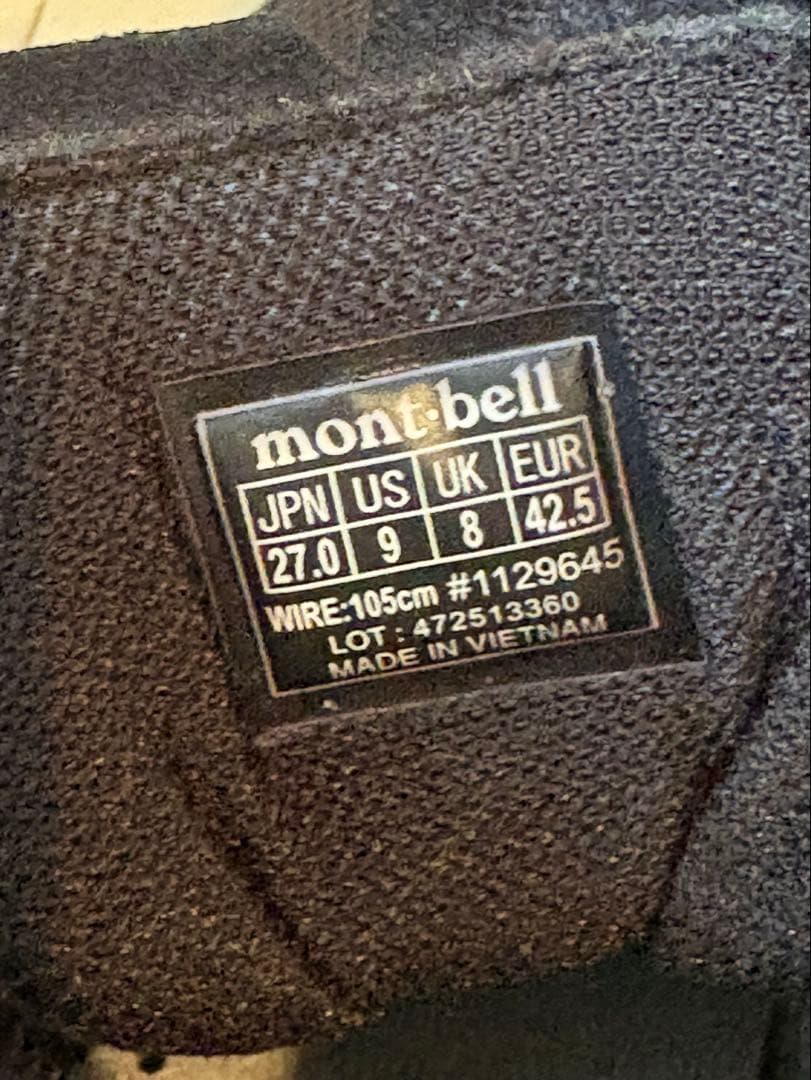 mont·bell
JPN US UK EUR
27.0 9 8 42.5
WIRE:105cm #1129645
LOT : 472513360
MADE IN VIETNAM